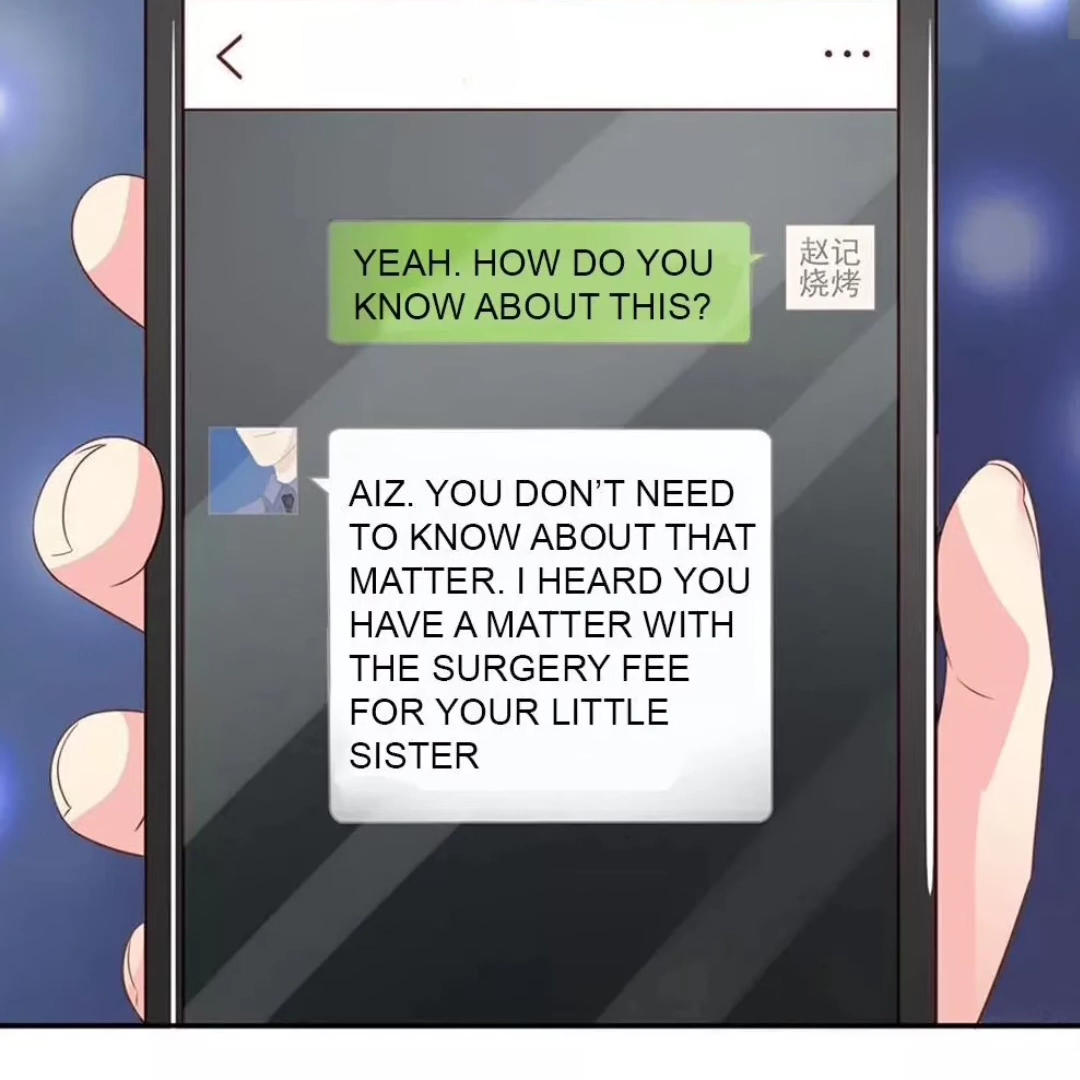 YEAH. HOW DO YOU
KNOW ABOUT THIS?
赵记
烧烤
AIZ. YOU DON’T NEED
TO KNOW ABOUT THAT
MATTER. I HEARD YOU
HAVE A MATTER WITH
THE SURGERY FEE
FOR YOUR LITTLE
SISTER